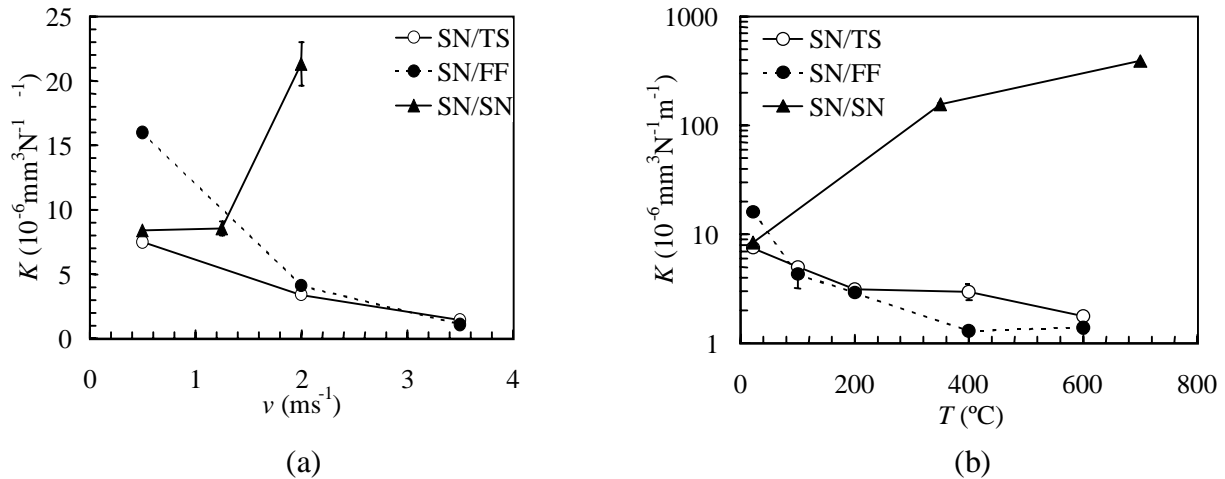 25
20
15
10
5
0
K (10⁻⁶mm³N⁻¹ ⁻¹)
SN/TS
SN/FF
SN/SN
0 1 2 3 4
v (ms⁻¹)
(a)
1000
100
10
1
K (10⁻⁶mm³N⁻¹m⁻¹)
SN/TS
SN/FF
SN/SN
0 200 400 600 800
T (ºC)
(b)